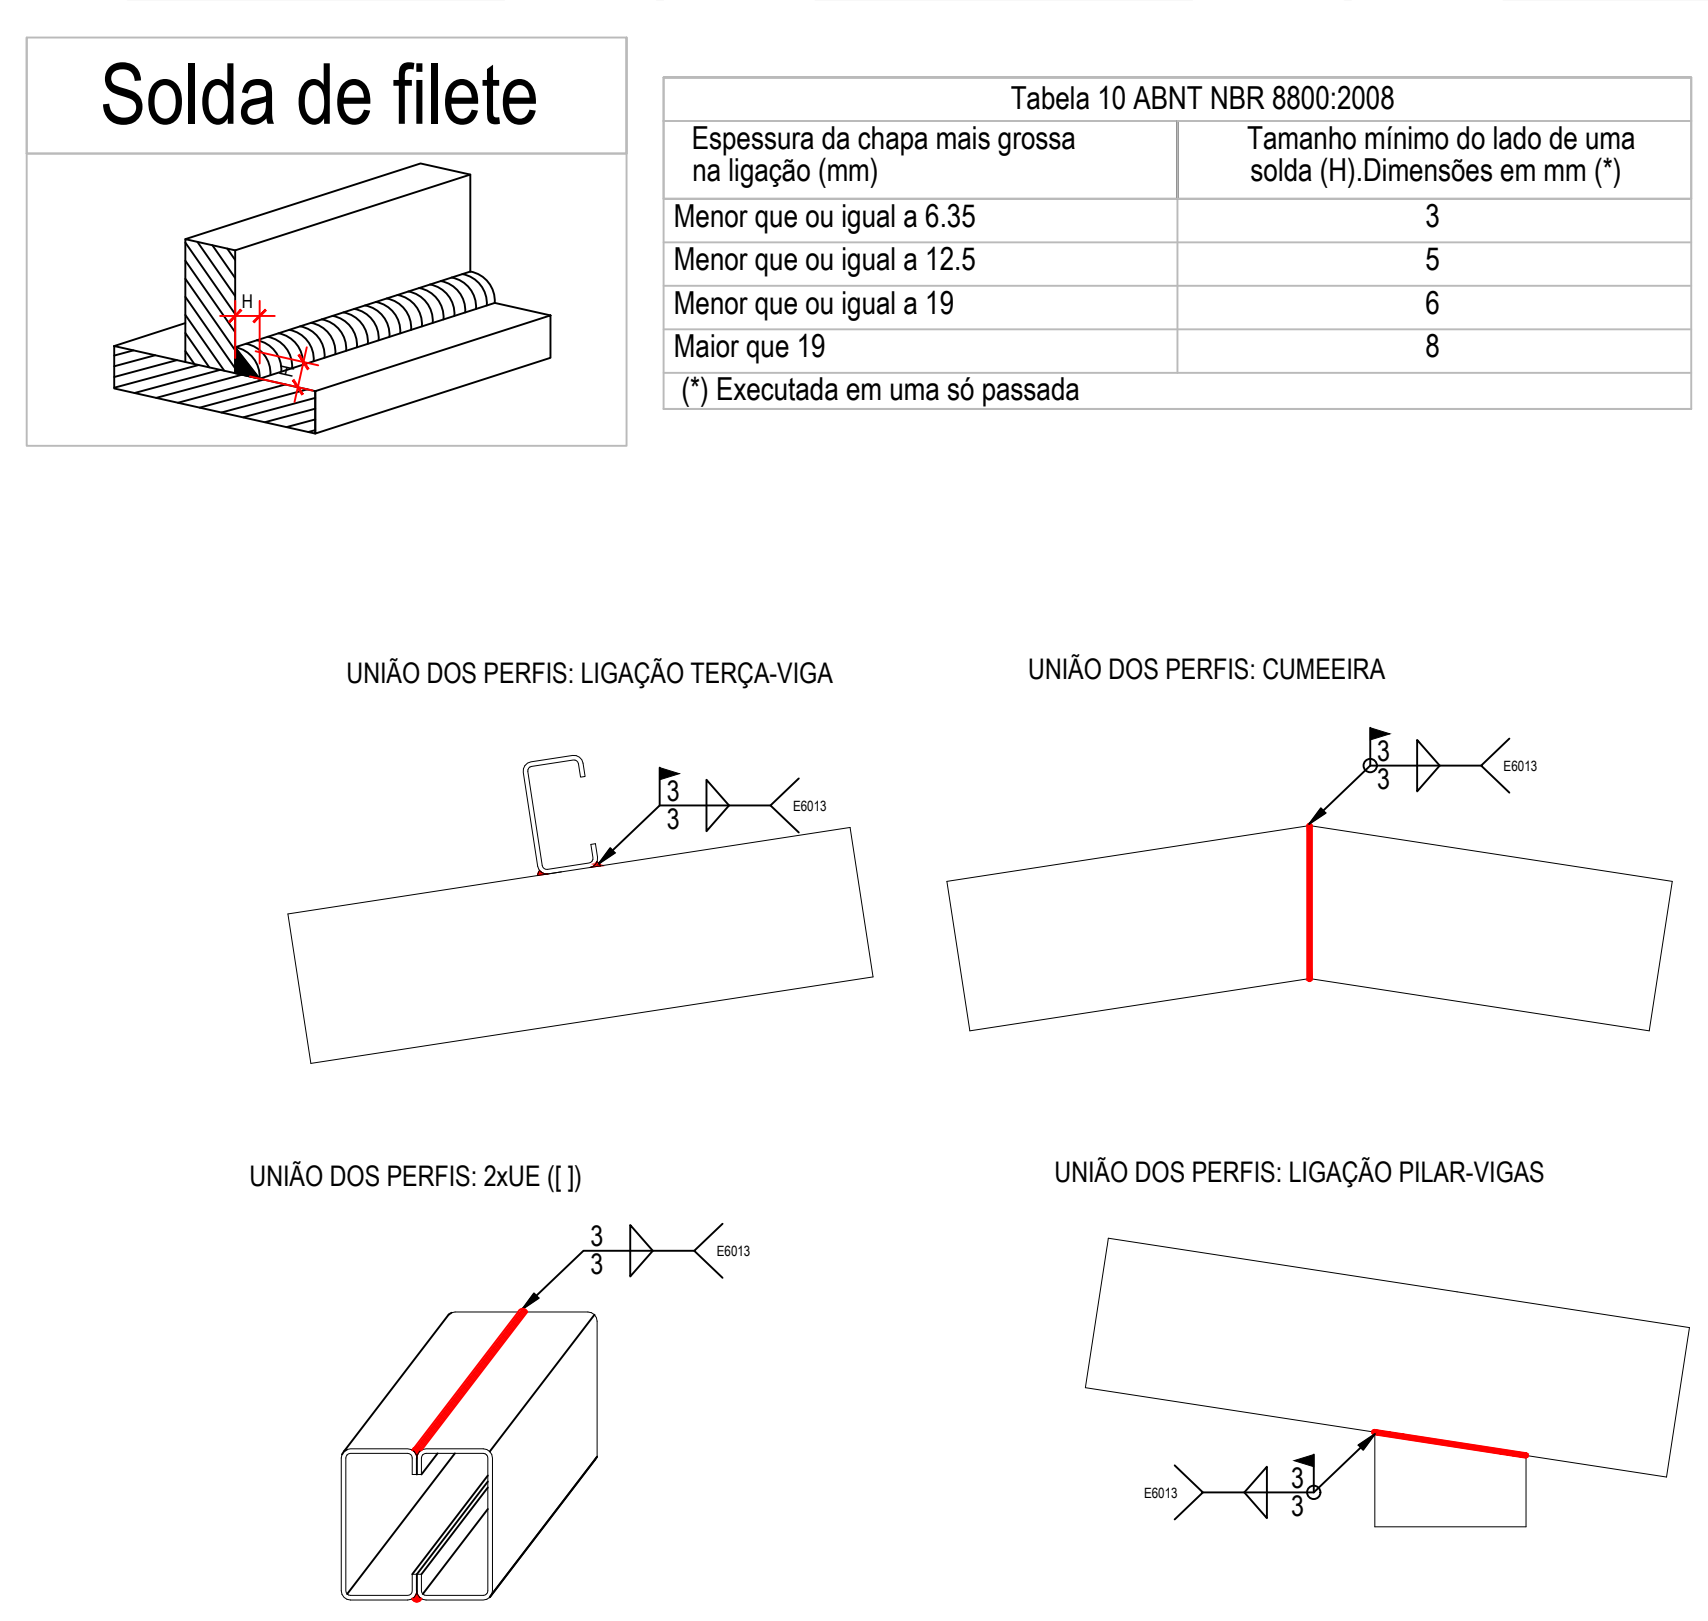 Solda de filete
H
H
Tabela 10 ABNT NBR 8800:2008
Espessura da chapa mais grossa
na ligação (mm)
Tamanho mínimo do lado de uma
solda (H).Dimensões em mm (*)
Menor que ou igual a 6.35
3
Menor que ou igual a 12.5
5
Menor que ou igual a 19
6
Maior que 19
8
(*) Executada em uma só passada
UNIÃO DOS PERFIS: LIGAÇÃO TERÇA-VIGA
3
3
E6013
UNIÃO DOS PERFIS: CUMEEIRA
3
3
E6013
UNIÃO DOS PERFIS: 2xUE ([ ])
3
3
E6013
UNIÃO DOS PERFIS: LIGAÇÃO PILAR-VIGAS
E6013
3
3